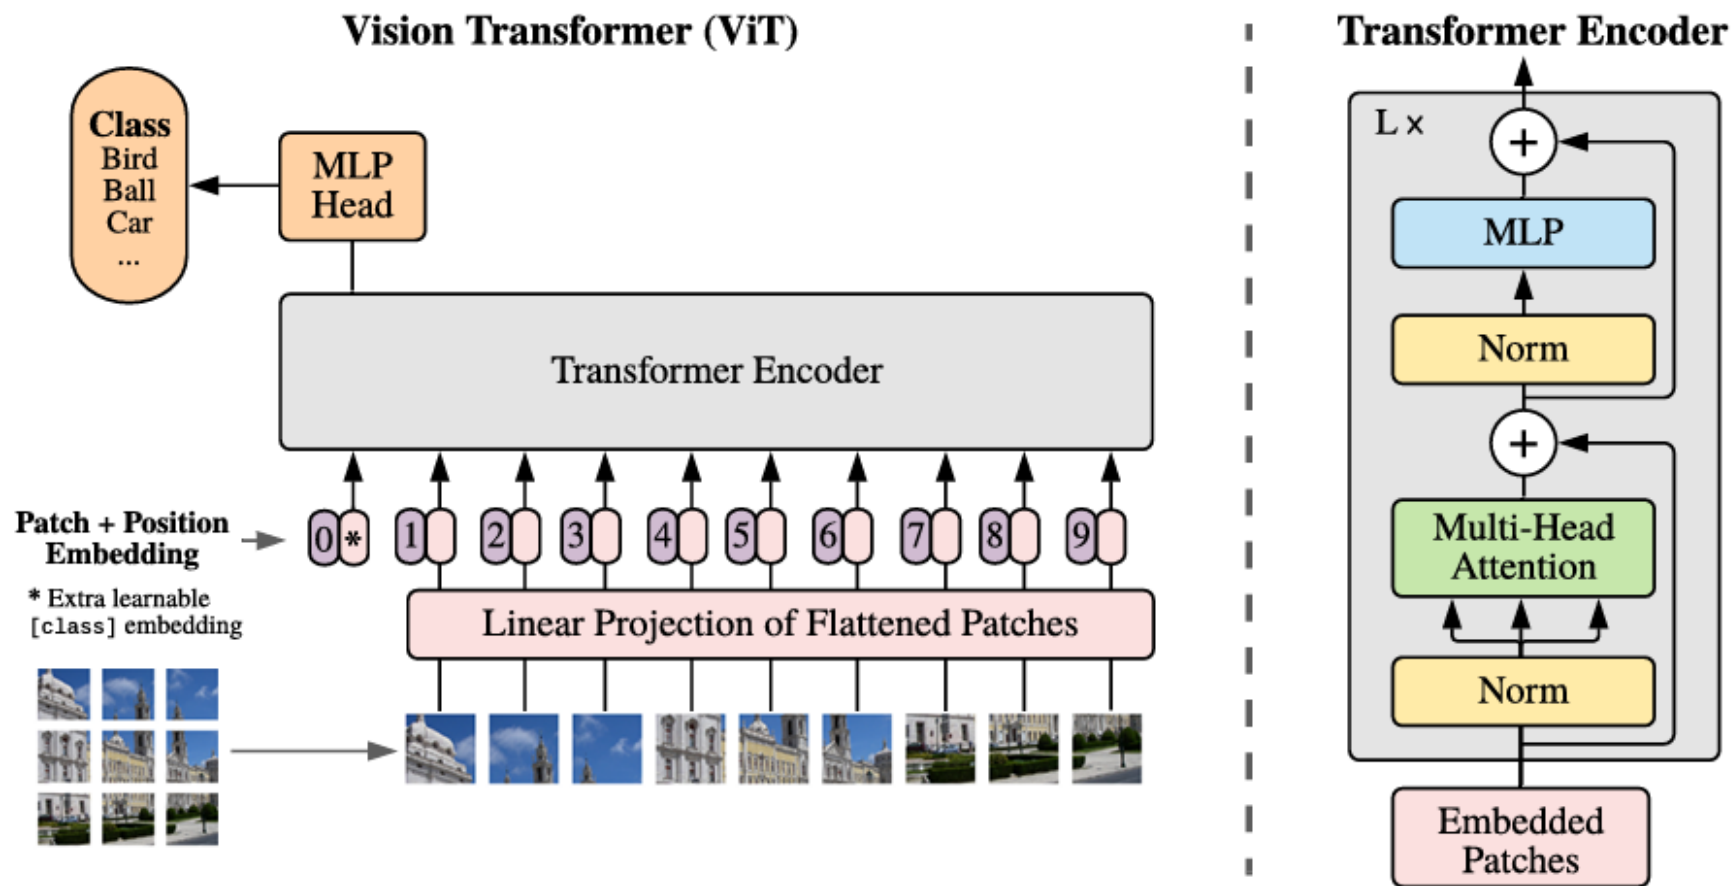 Vision Transformer (ViT)
Class
Bird
Ball
Car
...
MLP
Head
Transformer Encoder
Patch + Position
Embedding
0 * 1 2 3 4 5 6 7 8 9
* Extra learnable
[class] embedding
Linear Projection of Flattened Patches
Transformer Encoder
L ×
+
MLP
Norm
+
Multi-Head
Attention
Norm
Embedded
Patches